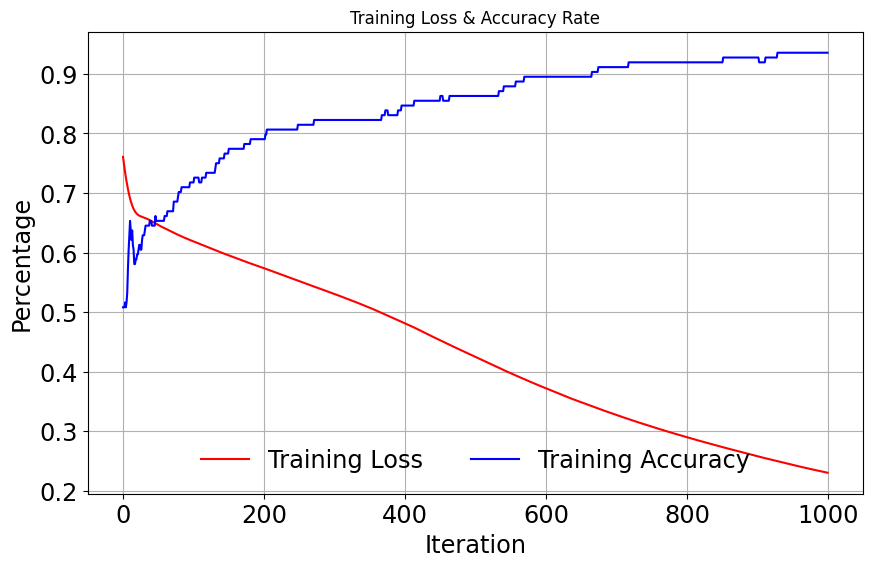 Training Loss & Accuracy Rate
Percentage
0.9
0.8
0.7
0.6
0.5
0.4
0.3
0.2
Training Loss Training Accuracy
0 200 400 600 800 1000
Iteration